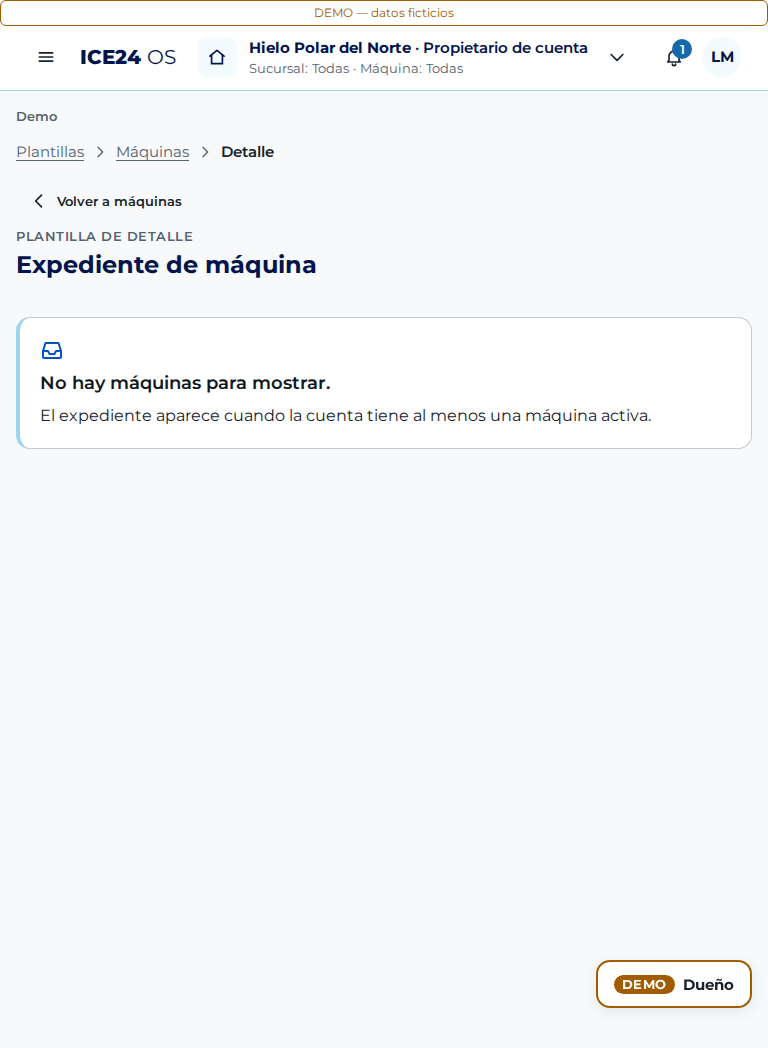 DEMO — datos ficticios
ICE24 OS
Hielo Polar del Norte · Propietario de cuenta
Sucursal: Todas · Máquina: Todas
1
LM
Demo
Plantillas > Máquinas > Detalle
Volver a máquinas
PLANTILLA DE DETALLE
Expediente de máquina
No hay máquinas para mostrar.
El expediente aparece cuando la cuenta tiene al menos una máquina activa.
DEMO Dueño